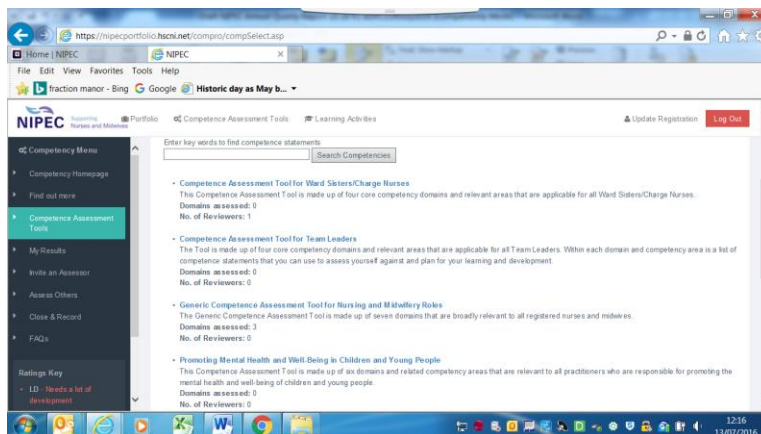 https://nipecportfolio.hscni.net/compro/compSelect.asp
Home | NIPEC
NIPEC
File Edit View Favorites Tools Help
fraction manor - Bing Google Historic day as May b...
NIPEC Supporting Nurses and Midwives
Portfolio Competence Assessment Tools Learning Activities Update Registration Log Out
Competency Menu
Competency Homepage
Find out more
Competence Assessment Tools
My Results
Invite an Assessor
Assess Others
Close & Record
FAQs
Ratings Key
LD - Needs a lot of development
Enter key words to find competence statements
Search Competencies
Competence Assessment Tool for Ward Sisters/Charge Nurses
This Competence Assessment Tool is made up of four core competency domains and relevant areas that are applicable for all Ward Sisters/Charge Nurses.
Domains assessed: 0
No. of Reviewers: 1
Competence Assessment Tool for Team Leaders
The Tool is made up of four core competency domains and relevant areas that are applicable for all Team Leaders. Within each domain and competency area is a list of
competence statements that you can use to assess yourself against and plan for your learning and development.
Domains assessed: 0
No. of Reviewers: 0
Generic Competence Assessment Tool for Nursing and Midwifery Roles
The Generic Competence Assessment Tool is made up of seven domains that are broadly relevant to all registered nurses and midwives.
Domains assessed: 3
No. of Reviewers: 0
Promoting Mental Health and Well-Being in Children and Young People
This Competence Assessment Tool is made up of six domains and related competency areas that are relevant to all practitioners who are responsible for promoting the
mental health and well-being of children and young people.
Domains assessed: 0
No. of Reviewers: 0
12:16
13/07/2016